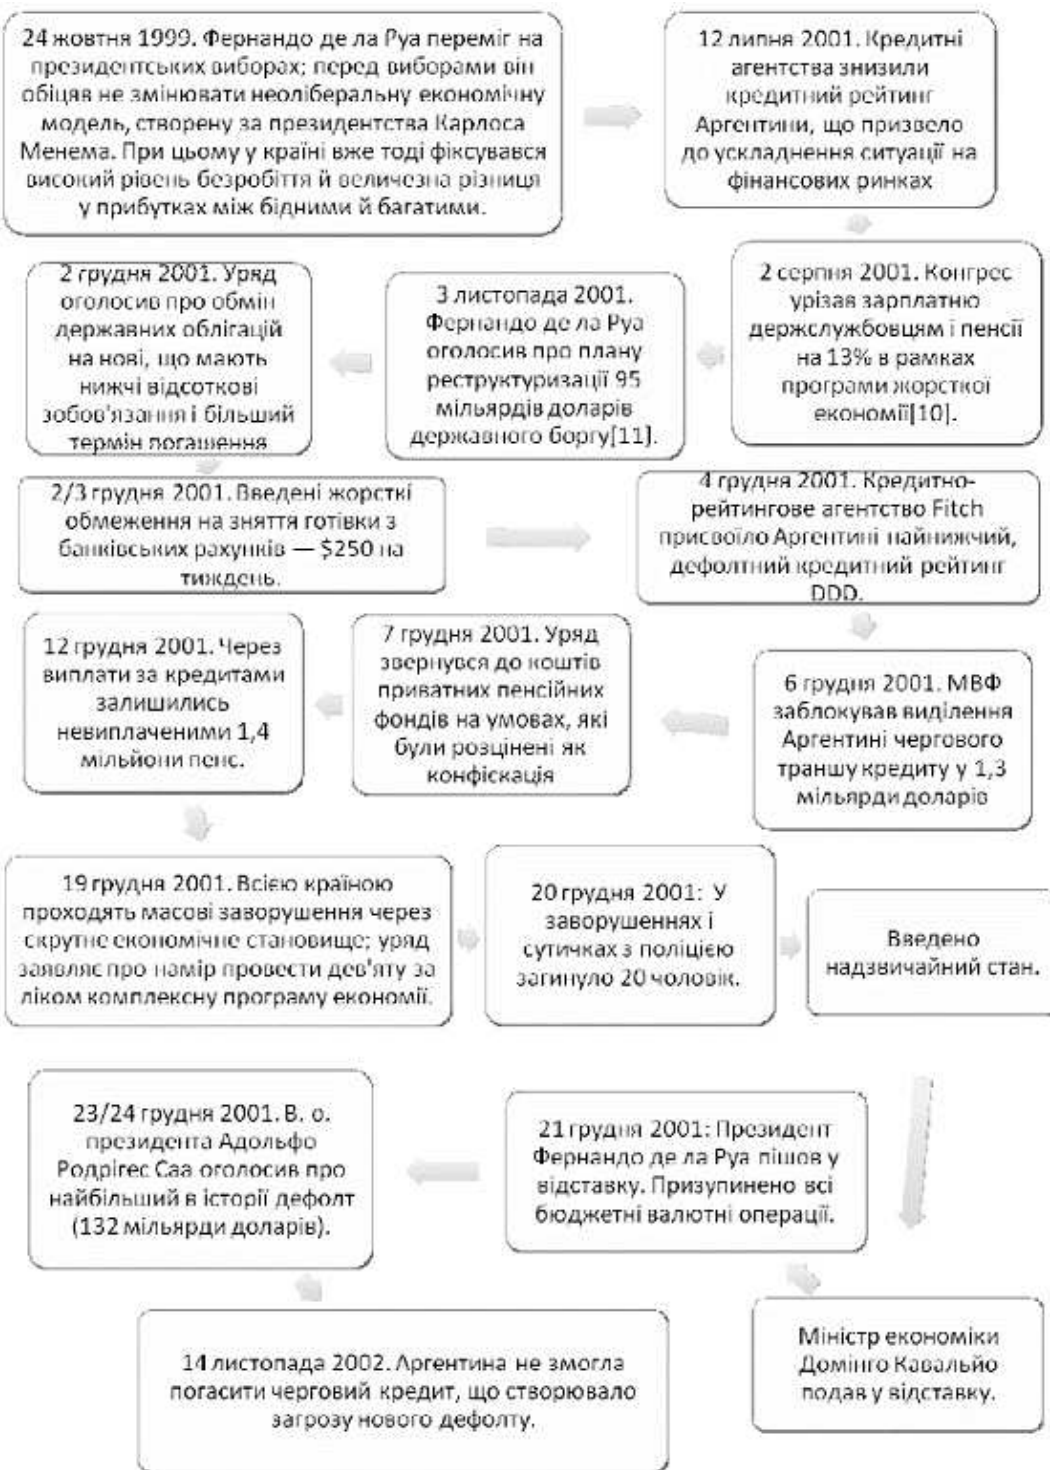 24 жовтня 1999. Фернандо де ла Руа переміг на
президентських виборах; перед виборами він
обіцяв не змінювати неоліберальну економічну
модель, створену за президентства Карлоса
Менема. При цьому у країні вже тоді фіксувався
високий рівень безробіття й величезна різниця
у прибутках між бідними й багатими.
12 липня 2001. Кредитні
агентства знизили
кредитний рейтинг
Аргентини, що призвело
до ускладнення ситуації на
фінансових ринках
2 серпня 2001. Конгрес
урізав зарплатню
держслужбовцям і пенсії
на 13% в рамках
програми жорсткої
економії[10].
3 листопада 2001.
Фернандо де ла Руа
оголосив про плану
реструктуризації 95
мільярдів доларів
державного боргу[11].
2 грудня 2001. Уряд
оголосив про обмін
державних облігацій
на нові, що мають
нижчі відсоткові
зобов'язання і більший
термін погашення
2/3 грудня 2001. Введені жорсткі
обмеження на зняття готівки з
банківських рахунків — $250 на
тиждень.
4 грудня 2001. Кредитно-
рейтингове агентство Fitch
присвоїло Аргентині найнижчий,
дефолтний кредитний рейтинг
DDD.
6 грудня 2001. МВФ
заблокував виділення
Аргентині чергового
траншу кредиту у 1,3
мільярди доларів
7 грудня 2001. Уряд
звернувся до коштів
приватних пенсійних
фондів на умовах, які
були розцінені як
конфіскація
12 грудня 2001. Через
виплати за кредитами
залишились
невиплаченими 1,4
мільйони пенс.
19 грудня 2001. Всією країною
проходять масові заворушення через
скрутне економічне становище; уряд
заявляє про намір провести дев'яту за
ліком комплексну програму економії.
20 грудня 2001: У
заворушеннях і
сутичках з поліцією
загинуло 20 чоловік.
Введено
надзвичайний стан.
21 грудня 2001: Президент
Фернандо де ла Руа пішов у
відставку. Призупинено всі
бюджетні валютні операції.
23/24 грудня 2001. В. о.
президента Адольфо
Родрігес Саа оголосив про
найбільший в історії дефолт
(132 мільярди доларів).
14 листопада 2002. Аргентина не змогла
погасити черговий кредит, що створювало
загрозу нового дефолту.
Міністр економіки
Домінго Кавальйо
подав у відставку.